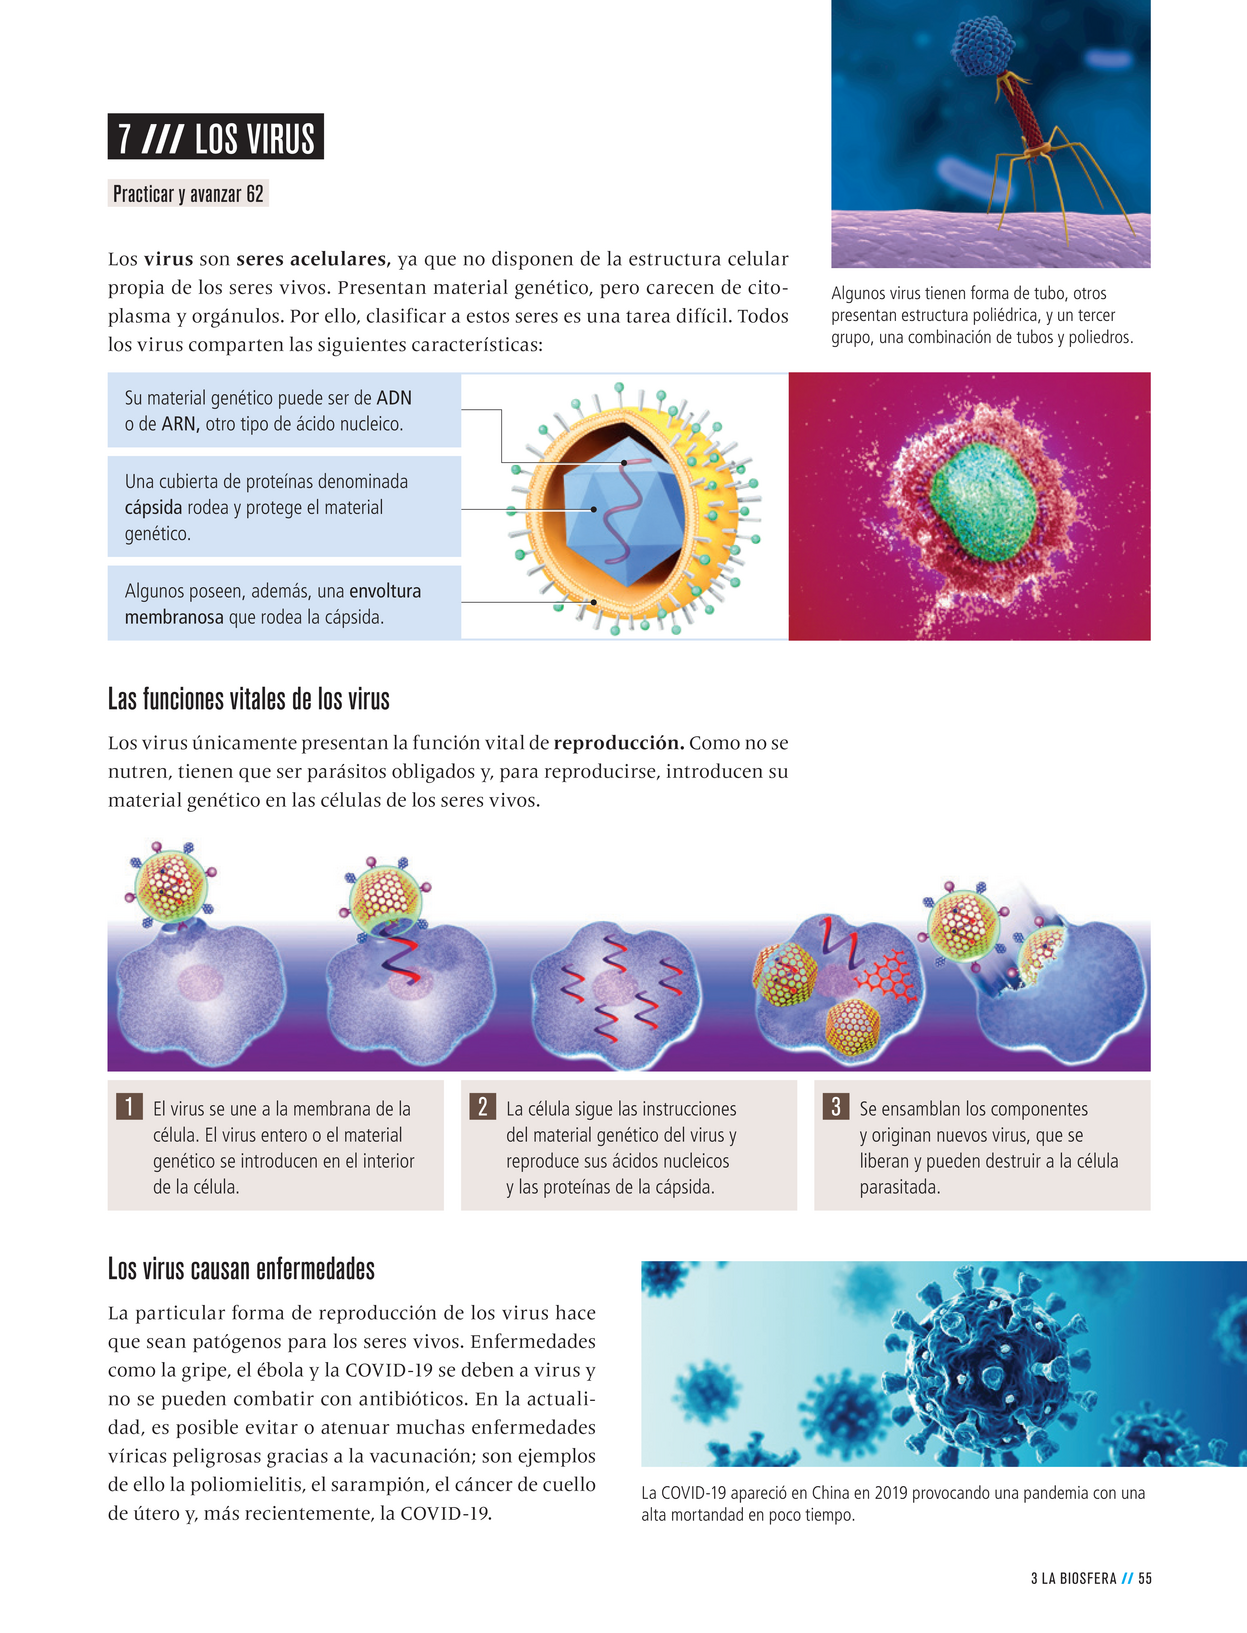 7 /// LOS VIRUS
Practicar y avanzar 62
Los virus son seres acelulares, ya que no disponen de la estructura celular
propia de los seres vivos. Presentan material genético, pero carecen de cito-
plasma y orgánulos. Por ello, clasificar a estos seres es una tarea difícil. Todos
los virus comparten las siguientes características:
Algunos virus tienen forma de tubo, otros
presentan estructura poliédrica, y un tercer
grupo, una combinación de tubos y poliedros.
Su material genético puede ser de ADN
o de ARN, otro tipo de ácido nucleico.
Una cubierta de proteínas denominada
cápsida rodea y protege el material
genético.
Algunos poseen, además, una envoltura
membranosa que rodea la cápsida.
Las funciones vitales de los virus
Los virus únicamente presentan la función vital de reproducción. Como no se
nutren, tienen que ser parásitos obligados y, para reproducirse, introducen su
material genético en las células de los seres vivos.
1 El virus se une a la membrana de la
célula. El virus entero o el material
genético se introducen en el interior
de la célula.
2 La célula sigue las instrucciones
del material genético del virus y
reproduce sus ácidos nucleicos
y las proteínas de la cápsida.
3 Se ensamblan los componentes
y originan nuevos virus, que se
liberan y pueden destruir a la célula
parasitada.
Los virus causan enfermedades
La particular forma de reproducción de los virus hace
que sean patógenos para los seres vivos. Enfermedades
como la gripe, el ébola y la COVID-19 se deben a virus y
no se pueden combatir con antibióticos. En la actuali-
dad, es posible evitar o atenuar muchas enfermedades
víricas peligrosas gracias a la vacunación; son ejemplos
de ello la poliomielitis, el sarampión, el cáncer de cuello
de útero y, más recientemente, la COVID-19.
La COVID-19 apareció en China en 2019 provocando una pandemia con una
alta mortandad en poco tiempo.
3 LA BIOSFERA // 55